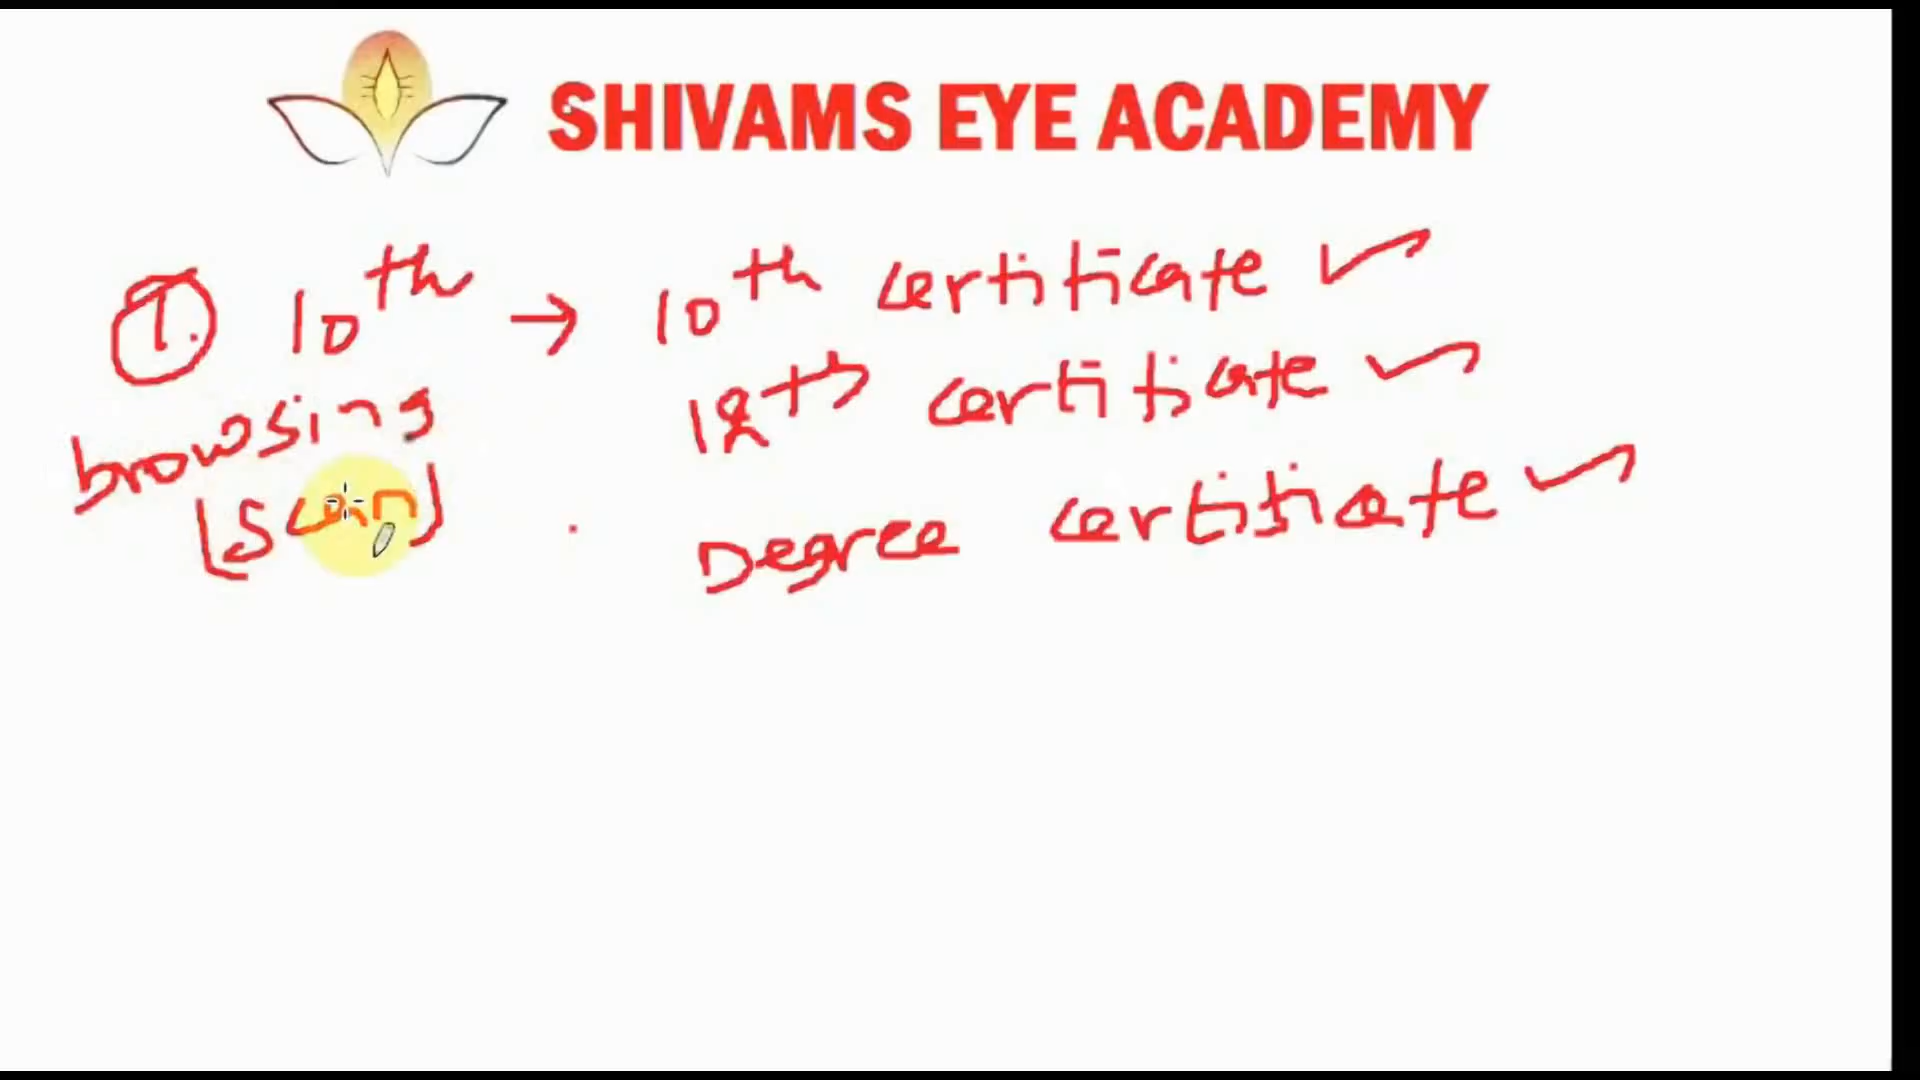 SHIVAMS EYE ACADEMY
1. 10th → 10th certificate ✓
browsing 12th certificate ✓
[scan] Degree certificate ✓